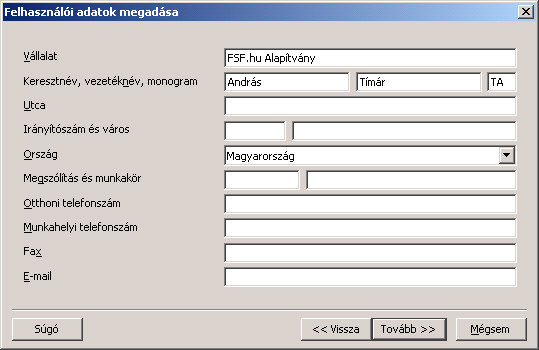 Felhasználói adatok megadása
Vállalat FSF.hu Alapítvány
Keresztnév, vezetéknév, monogram András Tímár TA
Utca
Irányítószám és város
Ország Magyarország
Megszólítás és munkakör
Otthoni telefonszám
Munkahelyi telefonszám
Fax
E-mail
Súgó << Vissza Tovább >> Mégsem